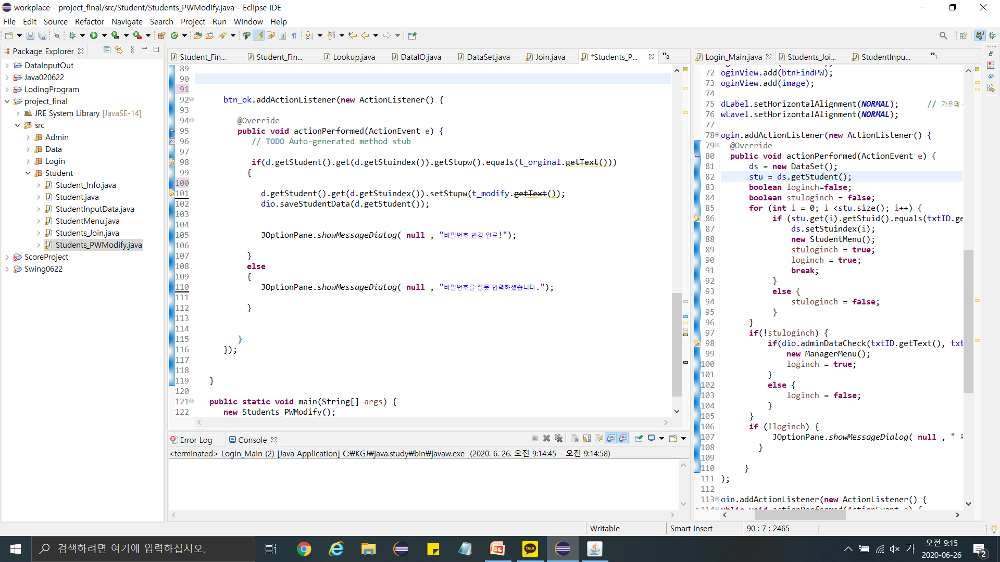 workplace - project_final/src/Student/Students_PWModify.java - Eclipse IDE
File Edit Source Refactor Navigate Search Project Run Window Help
Package Explorer
DataInputOut
Java020622
LodingProgram
project_final
JRE System Library [JavaSE-14]
src
Admin
Data
Login
Student
Student_Info.java
Student.java
StudentInputData.java
StudentMenu.java
Students_Join.java
Students_PWModify.java
ScoreProject
Swing0622
Student_Fin... Student_Fin... Lookup.java DataIO.java DataSet.java Join.java *Students_P... »8
89
90
91
92 btn_ok.addActionListener(new ActionListener() {
93
94 @Override
95 public void actionPerformed(ActionEvent e) {
96 // TODO Auto-generated method stub
97
98 if(d.getStudent().get(d.getStuindex()).getStupw().equals(t_orginal.getText()))
99 {
100
101 d.getStudent().get(d.getStuindex()).setStupw(t_modify.getText());
102 dio.saveStudentData(d.getStudent());
103
104
105 JOptionPane.showMessageDialog( null , "비밀번호 변경 완료!");
106
107 }
108 else
109 {
110 JOptionPane.showMessageDialog( null , "비밀번호를 잘못 입력하셨습니다.");
111
112 }
113
114
115 }
116 });
117
118
119 }
120
121 public static void main(String[] args) {
122 new Students_PWModify();
Error Log Console
<terminated> Login_Main (2) [Java Application] C:₩KGJ₩java.study₩bin₩javaw.exe (2020. 6. 26. 오전 9:14:45 – 오전 9:14:58)
Login_Main.java Students_Joi... StudentInpu... »1
72 oginView.add(btnFindPW);
73 oginView.add(image);
74
75 dLabel.setHorizontalAlignment(NORMAL); // 가운데
76 wLavel.setHorizontalAlignment(NORMAL);
77
78 ogin.addActionListener(new ActionListener() {
79 @Override
80 public void actionPerformed(ActionEvent e) {
81 ds = new DataSet();
82 stu = ds.getStudent();
83 boolean loginch=false;
84 boolean stuloginch = false;
85 for (int i = 0; i <stu.size(); i++) {
86 if (stu.get(i).getStuid().equals(txtID.ge
87 ds.setStuindex(i);
88 new StudentMenu();
89 stuloginch = true;
90 loginch = true;
91 break;
92 }
93 else {
94 stuloginch = false;
95 }
96 }
97 if(!stuloginch) {
98 if(dio.adminDataCheck(txtID.getText(), txt
99 new ManagerMenu();
100 loginch = true;
101 }
102 else {
103 loginch = false;
104 }
105 }
106 if (!loginch) {
107 JOptionPane.showMessageDialog( null , "
108 }
109
110 }
111 );
112
113 oin.addActionListener(new ActionListener() {
114 ublic void actionPerformed(ActionEvent e) {
Writable Smart Insert 90 : 7 : 2465
검색하려면 여기에 입력하십시오.
TALK
가
오전 9:15
2020-06-26
2